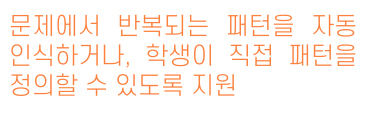 문제에서 반복되는 패턴을 자동
인식하거나, 학생이 직접 패턴을
정의할 수 있도록 지원